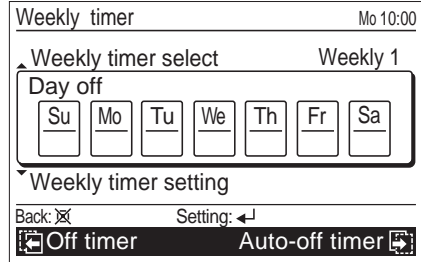 Weekly timer Mo 10:00
Weekly timer select Weekly 1
Day off
Su Mo Tu We Th Fr Sa
Weekly timer setting
Back: Setting:
Off timer Auto-off timer